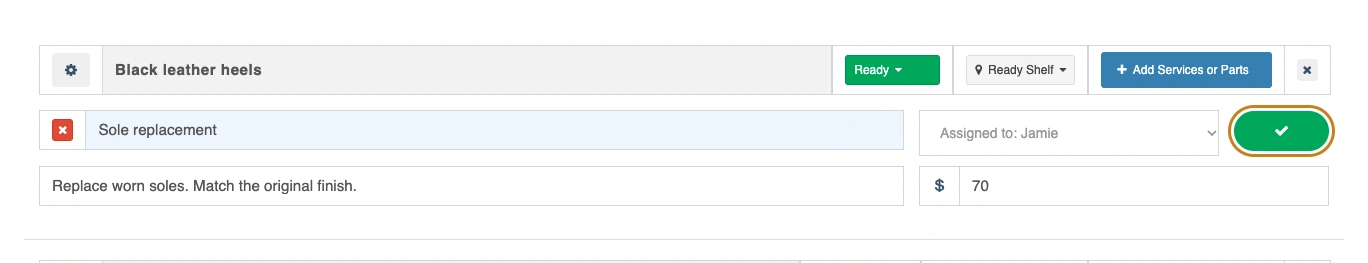 Black leather heels Ready Ready Shelf + Add Services or Parts
Sole replacement Assigned to: Jamie
Replace worn soles. Match the original finish. $ 70